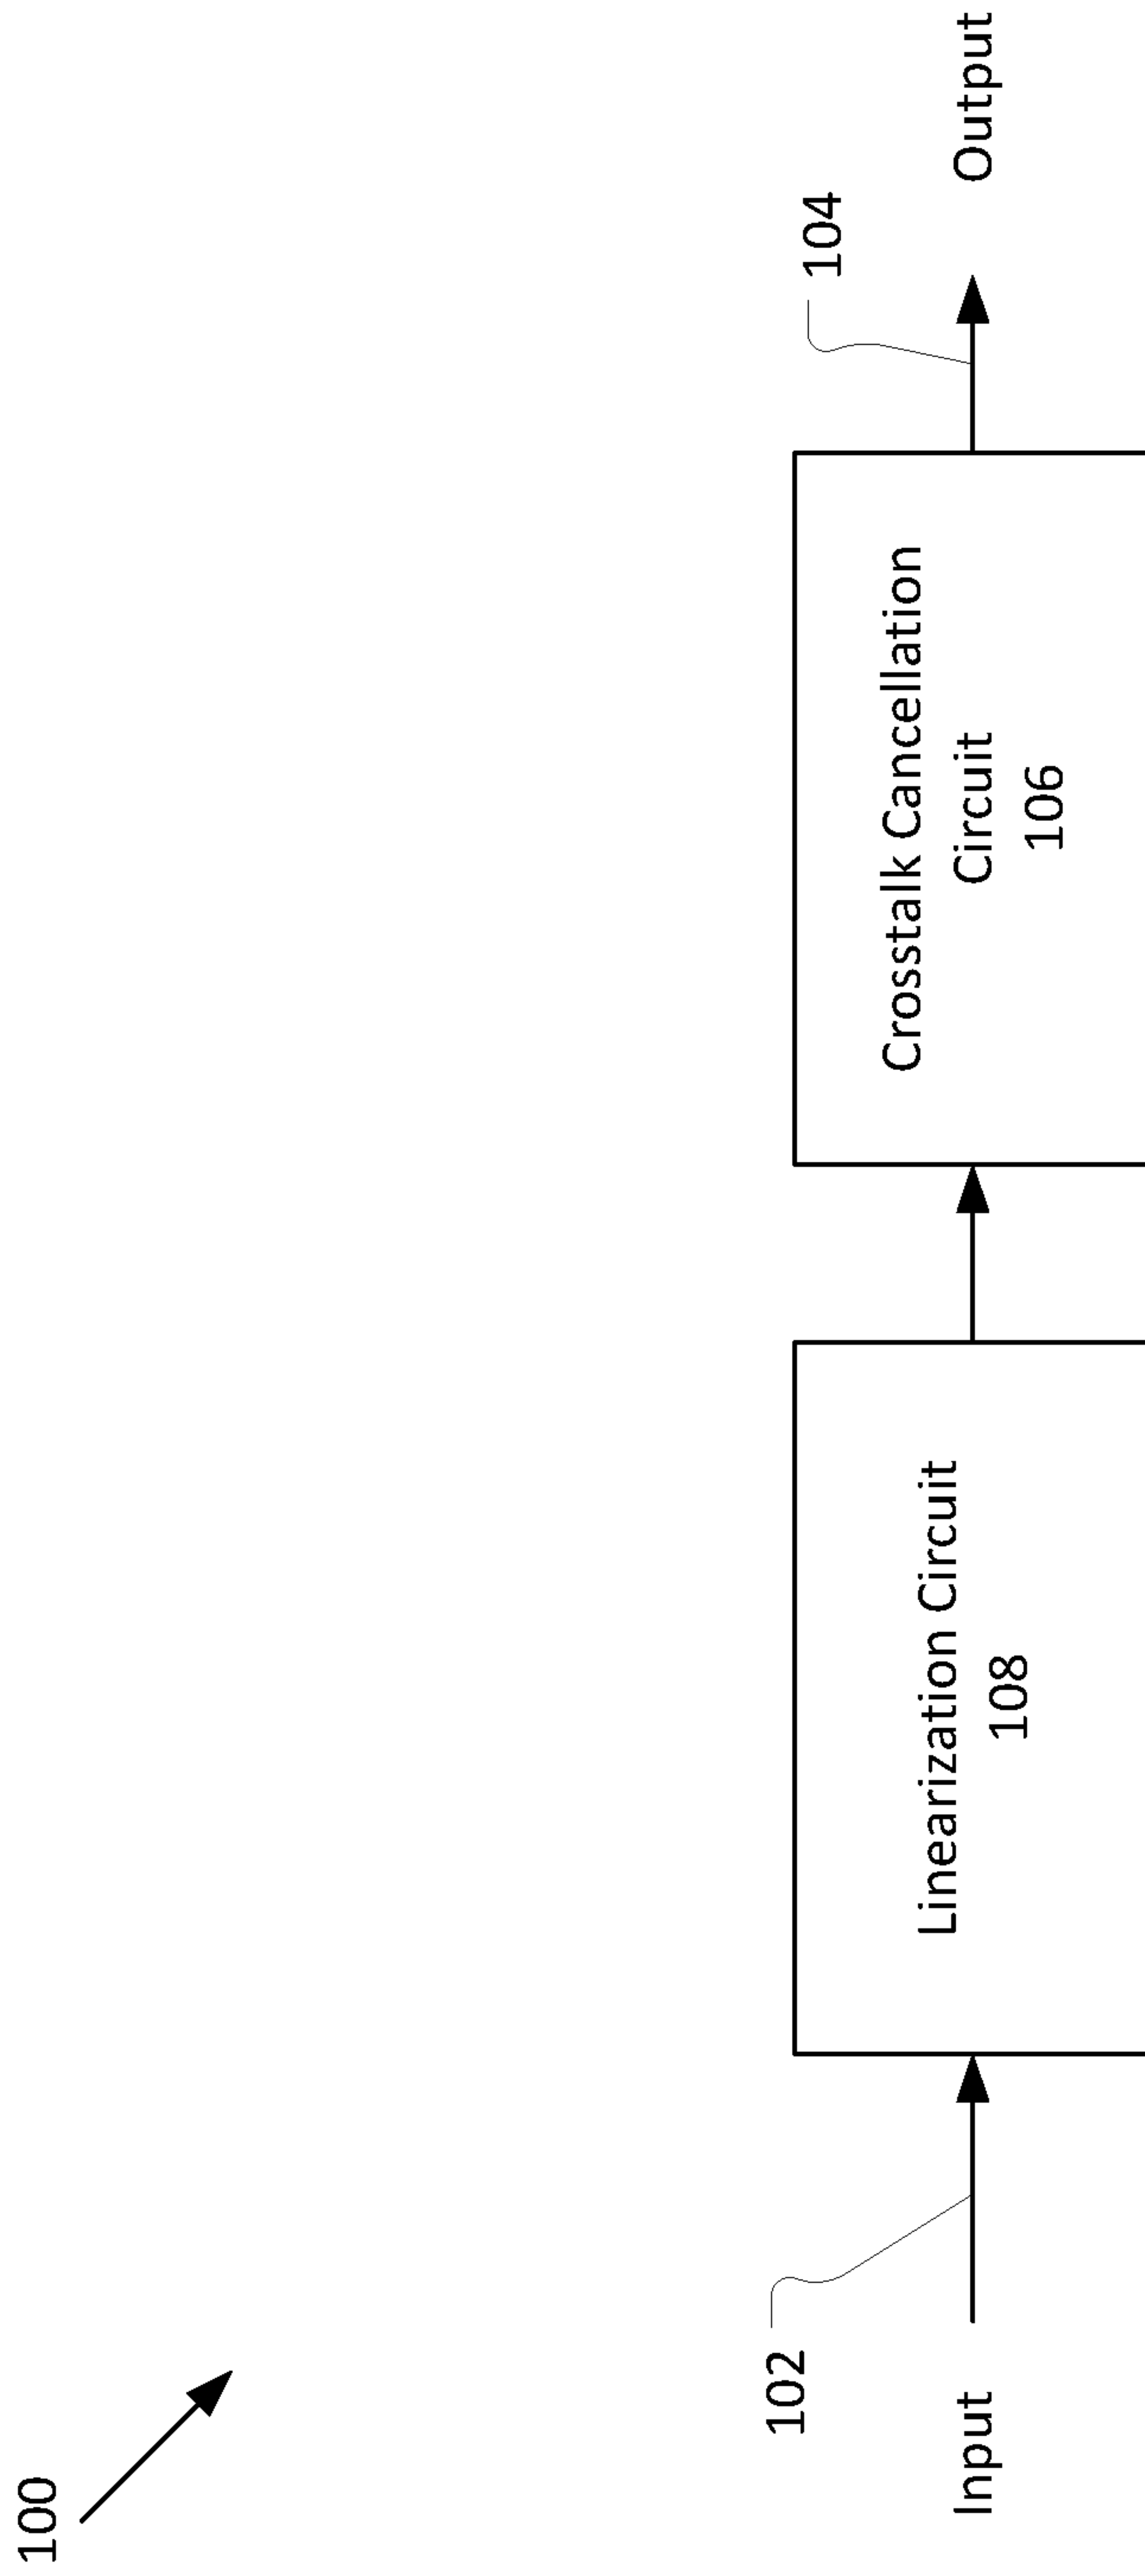 100
102
Input
Linearization Circuit
108
Crosstalk Cancellation
Circuit
106
104
Output